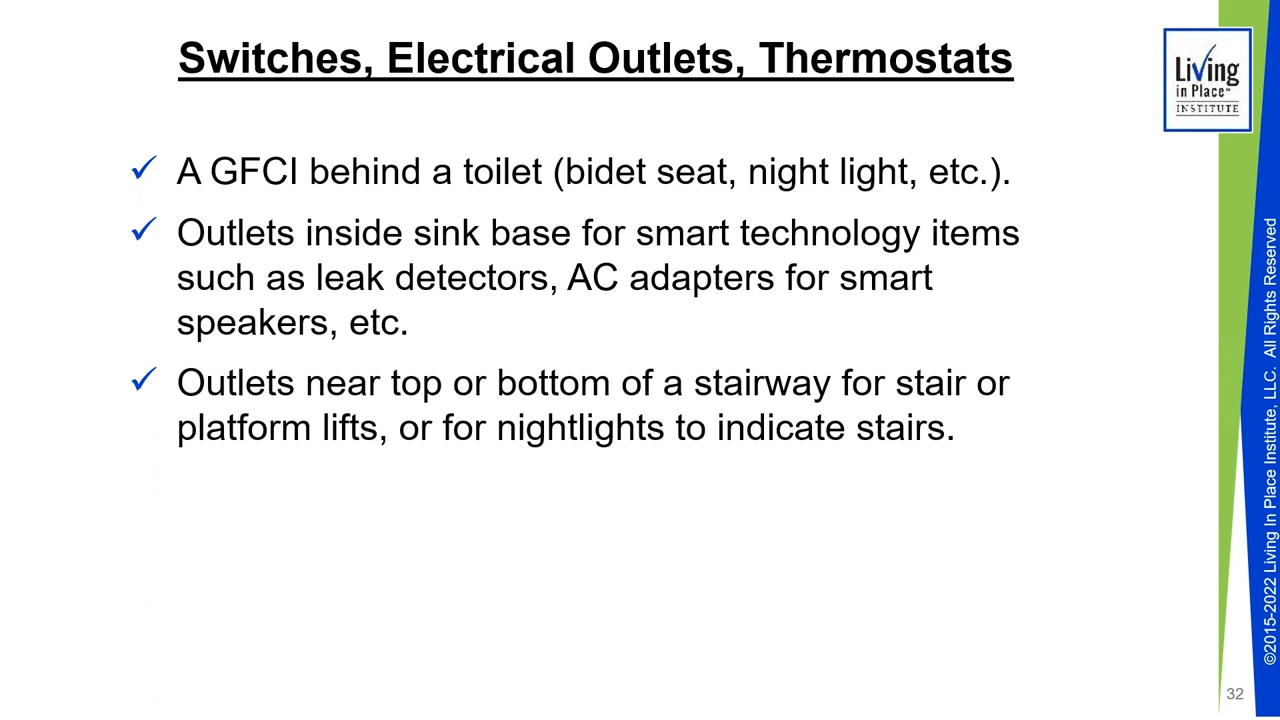 Switches, Electrical Outlets, Thermostats
Living
in Place℠
INSTITUTE
✓ A GFCI behind a toilet (bidet seat, night light, etc.).
✓ Outlets inside sink base for smart technology items
such as leak detectors, AC adapters for smart
speakers, etc.
✓ Outlets near top or bottom of a stairway for stair or
platform lifts, or for nightlights to indicate stairs.
©2015-2022 Living In Place Institute, LLC. All Rights Reserved
32